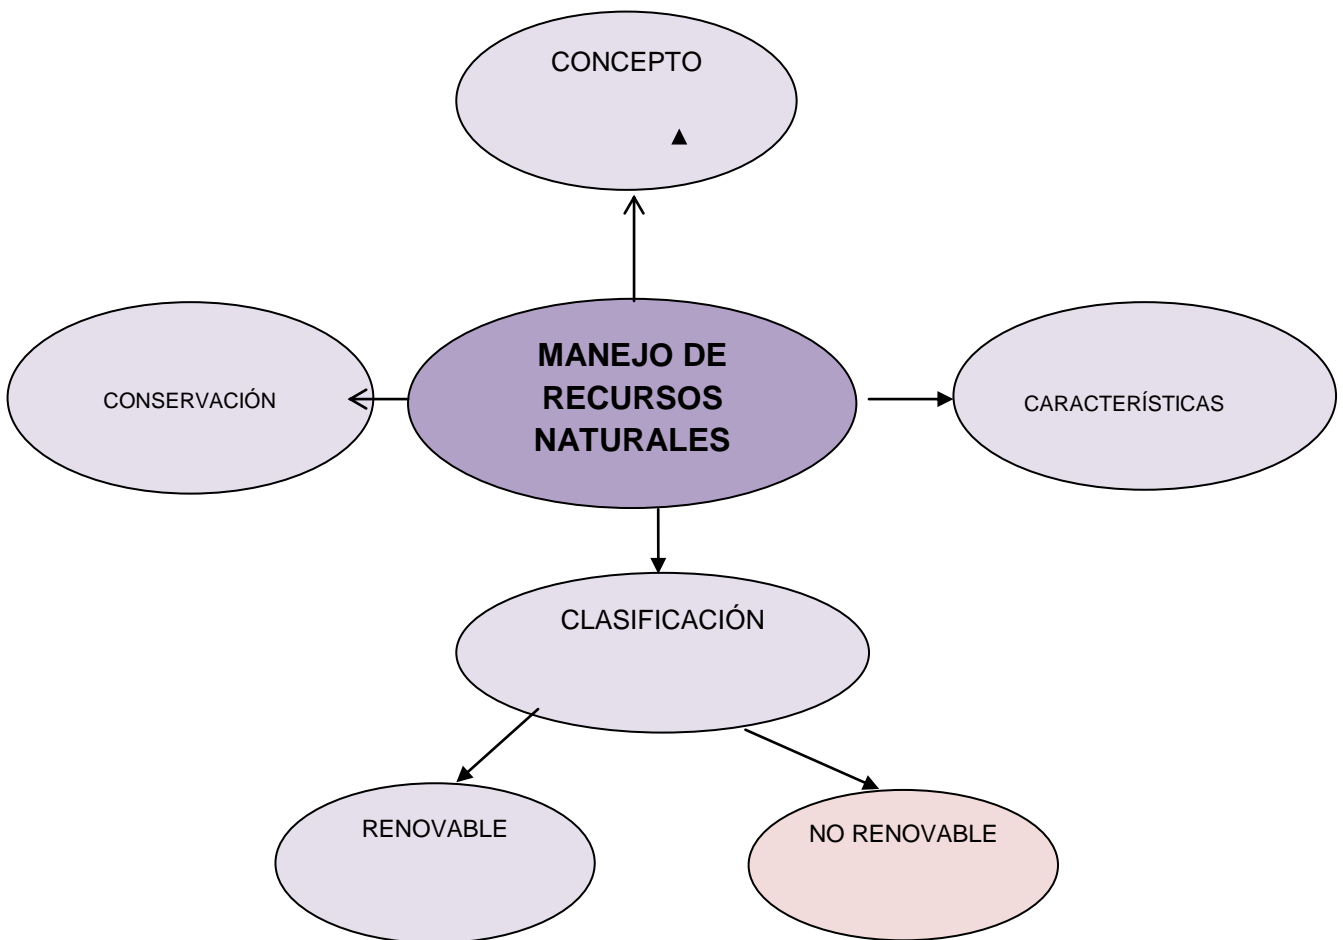 CONCEPTO
MANEJO DE
RECURSOS
NATURALES
CONSERVACIÓN
CARACTERÍSTICAS
CLASIFICACIÓN
RENOVABLE
NO RENOVABLE